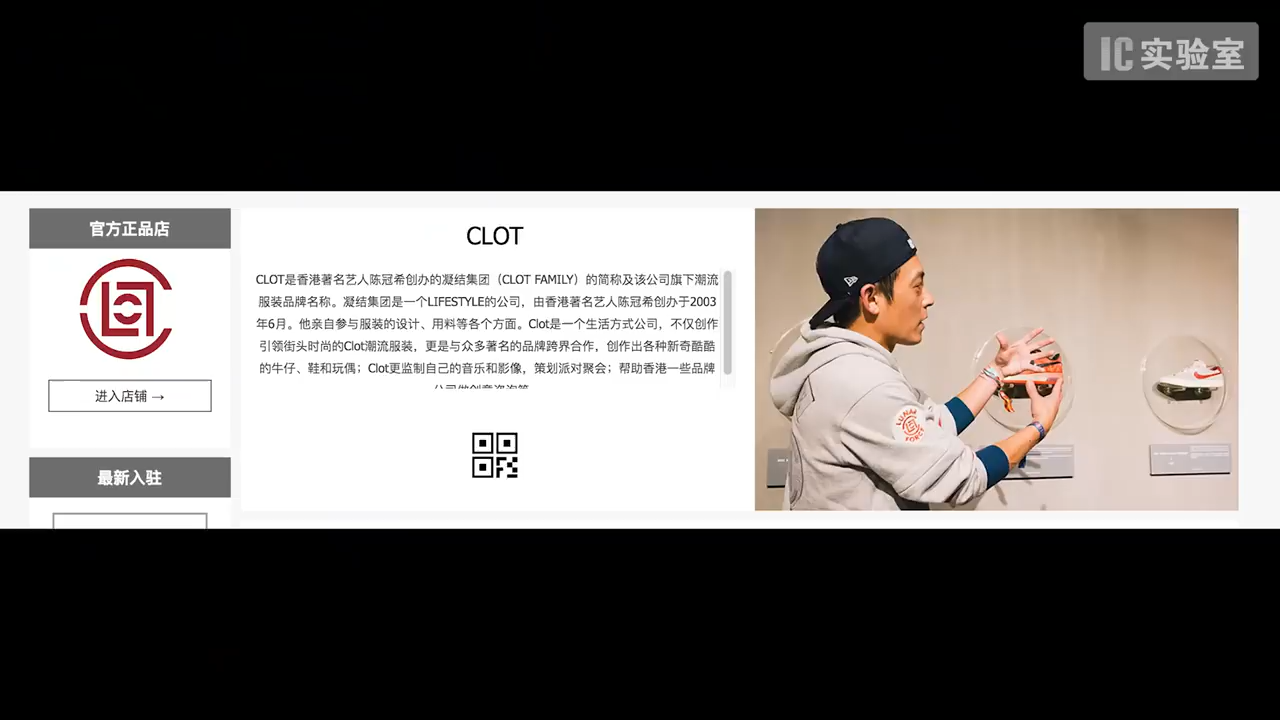 IC实验室
官方正品店
进入店铺 →
最新入驻
CLOT
CLOT是香港著名艺人陈冠希创办的凝结集团（CLOT FAMILY）的简称及该公司旗下潮流
服装品牌名称。凝结集团是一个LIFESTYLE的公司，由香港著名艺人陈冠希创办于2003
年6月。他亲自参与服装的设计、用料等各个方面。Clot是一个生活方式公司，不仅创作
引领街头时尚的Clot潮流服装，更是与众多著名的品牌跨界合作，创作出各种新奇酷酷
的牛仔、鞋和玩偶；Clot更监制自己的音乐和影像，策划派对聚会；帮助香港一些品牌
LUNAR
FORCE